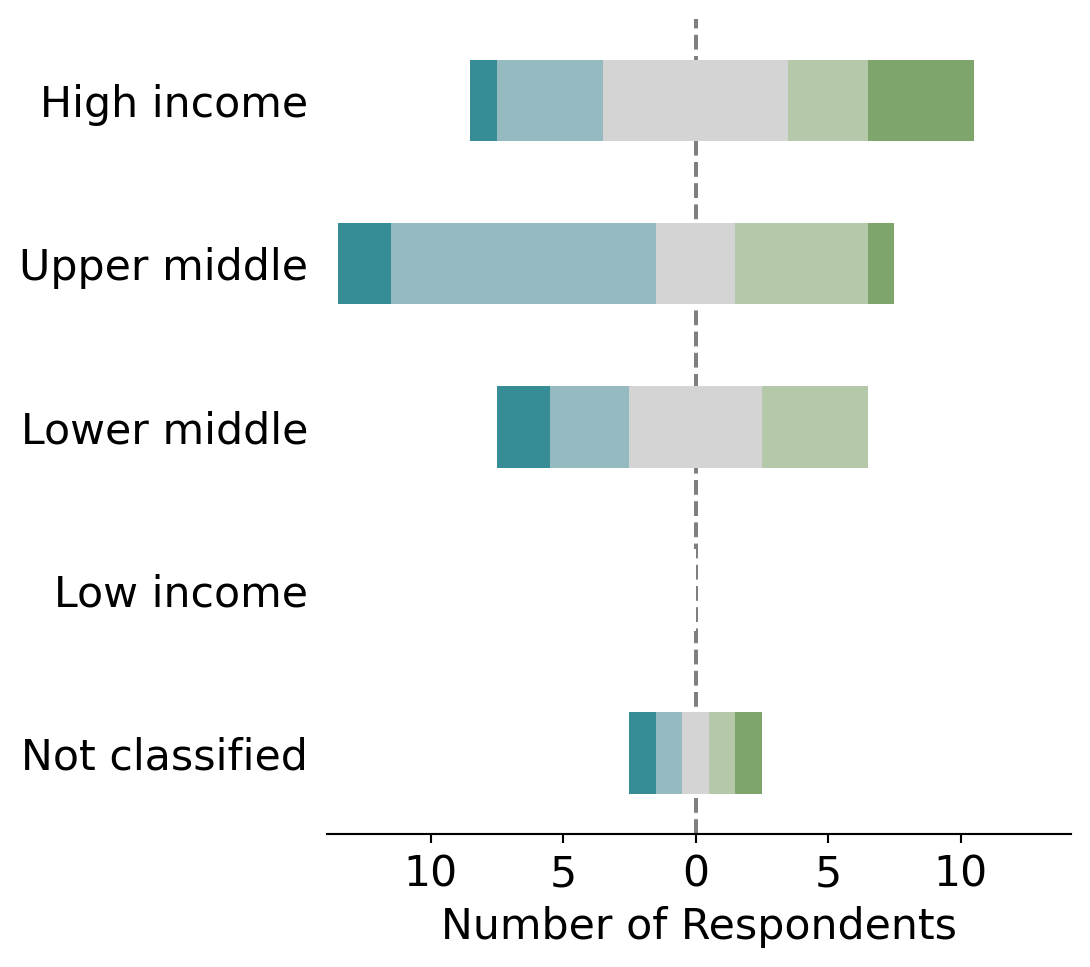 High income
Upper middle
Lower middle
Low income
Not classified
10 5 0 5 10
Number of Respondents